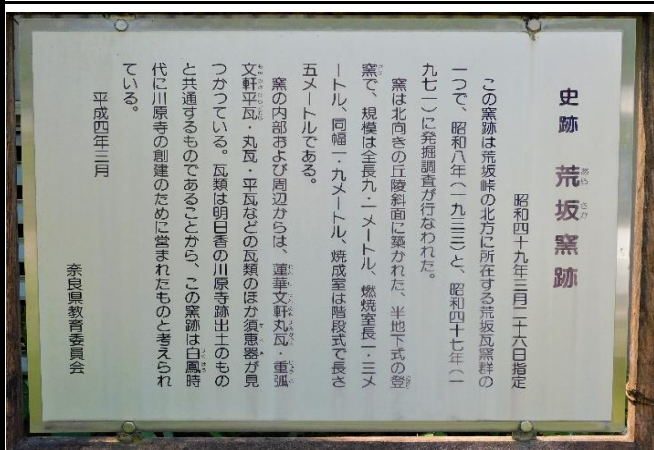 史跡 荒坂窯跡
昭和四十九年三月二十六日指定
この窯跡は荒坂峠の北方に所在する荒坂瓦窯群の
一つで、昭和八年(一九三三)と、昭和四十七年(一
九七一)に発掘調査が行なわれた。
窯は北向きの丘陵斜面に築かれた、半地下式の登
窯で、規模は全長九・一メートル、燃焼室長一・三メ
ートル、同幅一・九メートル、焼成室は階段式で長さ
五メートルである。
窯の内部および周辺からは、蓮華文軒丸瓦・重弧
文軒平瓦・丸瓦・平瓦などの瓦類のほか須恵器が見
つかっている。瓦類は明日香の川原寺跡出土のもの
と共通するものであることから、この窯跡は白鳳時
代に川原寺の創建のために営まれたものと考えられ
ている。
平成四年三月
奈良県教育委員会